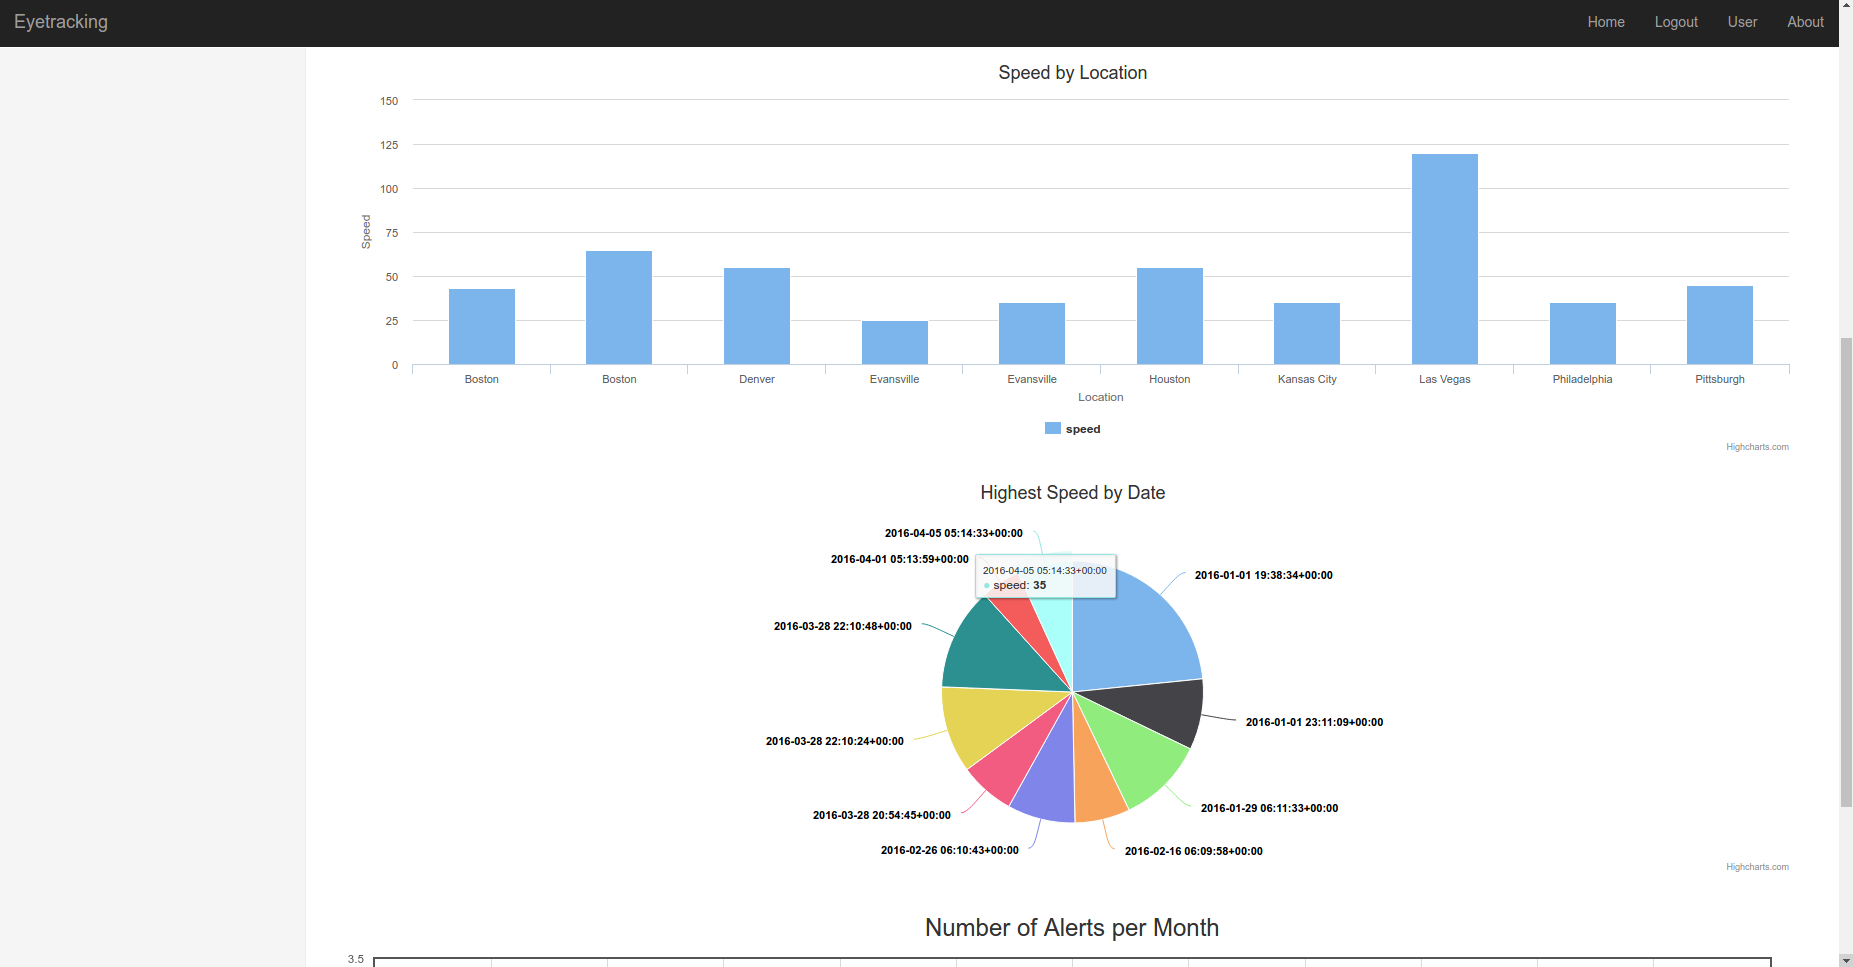 Eyetracking
Home Logout User About
Speed by Location
150
125
100
75
50
25
0
Speed
Boston Boston Denver Evansville Evansville Houston Kansas City Las Vegas Philadelphia Pittsburgh
Location
speed
Highcharts.com
Highest Speed by Date
2016-04-05 05:14:33+00:00
2016-04-01 05:13:59+00:00
2016-04-05 05:14:33+00:00
speed: 35
2016-01-01 19:38:34+00:00
2016-03-28 22:10:48+00:00
2016-01-01 23:11:09+00:00
2016-03-28 22:10:24+00:00
2016-01-29 06:11:33+00:00
2016-03-28 20:54:45+00:00
2016-02-26 06:10:43+00:00
2016-02-16 06:09:58+00:00
Highcharts.com
Number of Alerts per Month
3.5